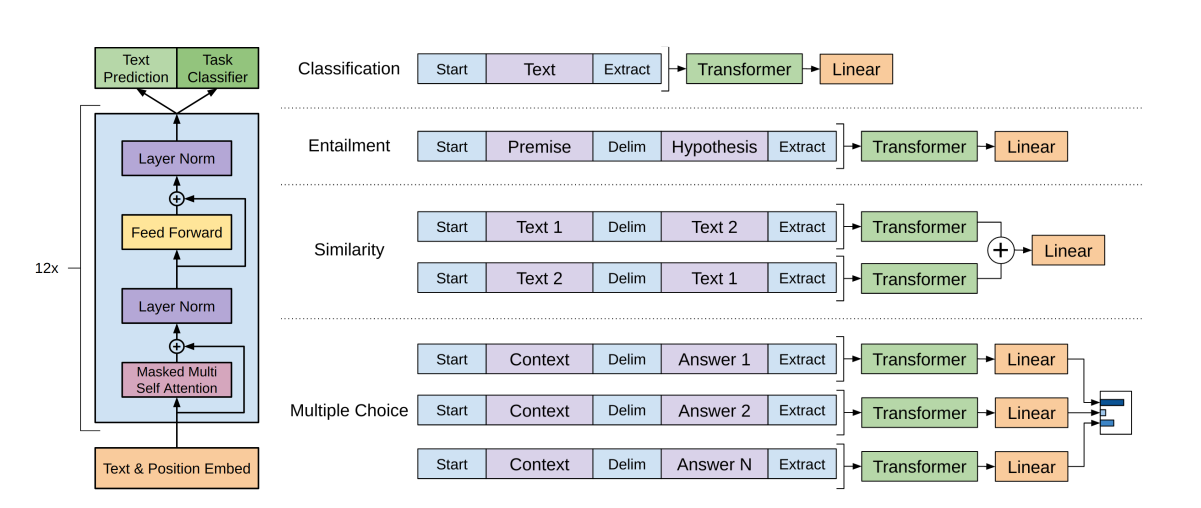 Text
Prediction
Task
Classifier
12x
Layer Norm
+
Feed Forward
Layer Norm
+
Masked Multi
Self Attention
Text & Position Embed
Classification
Start Text Extract Transformer Linear
Entailment
Start Premise Delim Hypothesis Extract Transformer Linear
Similarity
Start Text 1 Delim Text 2 Extract Transformer
+ Linear
Start Text 2 Delim Text 1 Extract Transformer
Multiple Choice
Start Context Delim Answer 1 Extract Transformer Linear
Start Context Delim Answer 2 Extract Transformer Linear
Start Context Delim Answer N Extract Transformer Linear